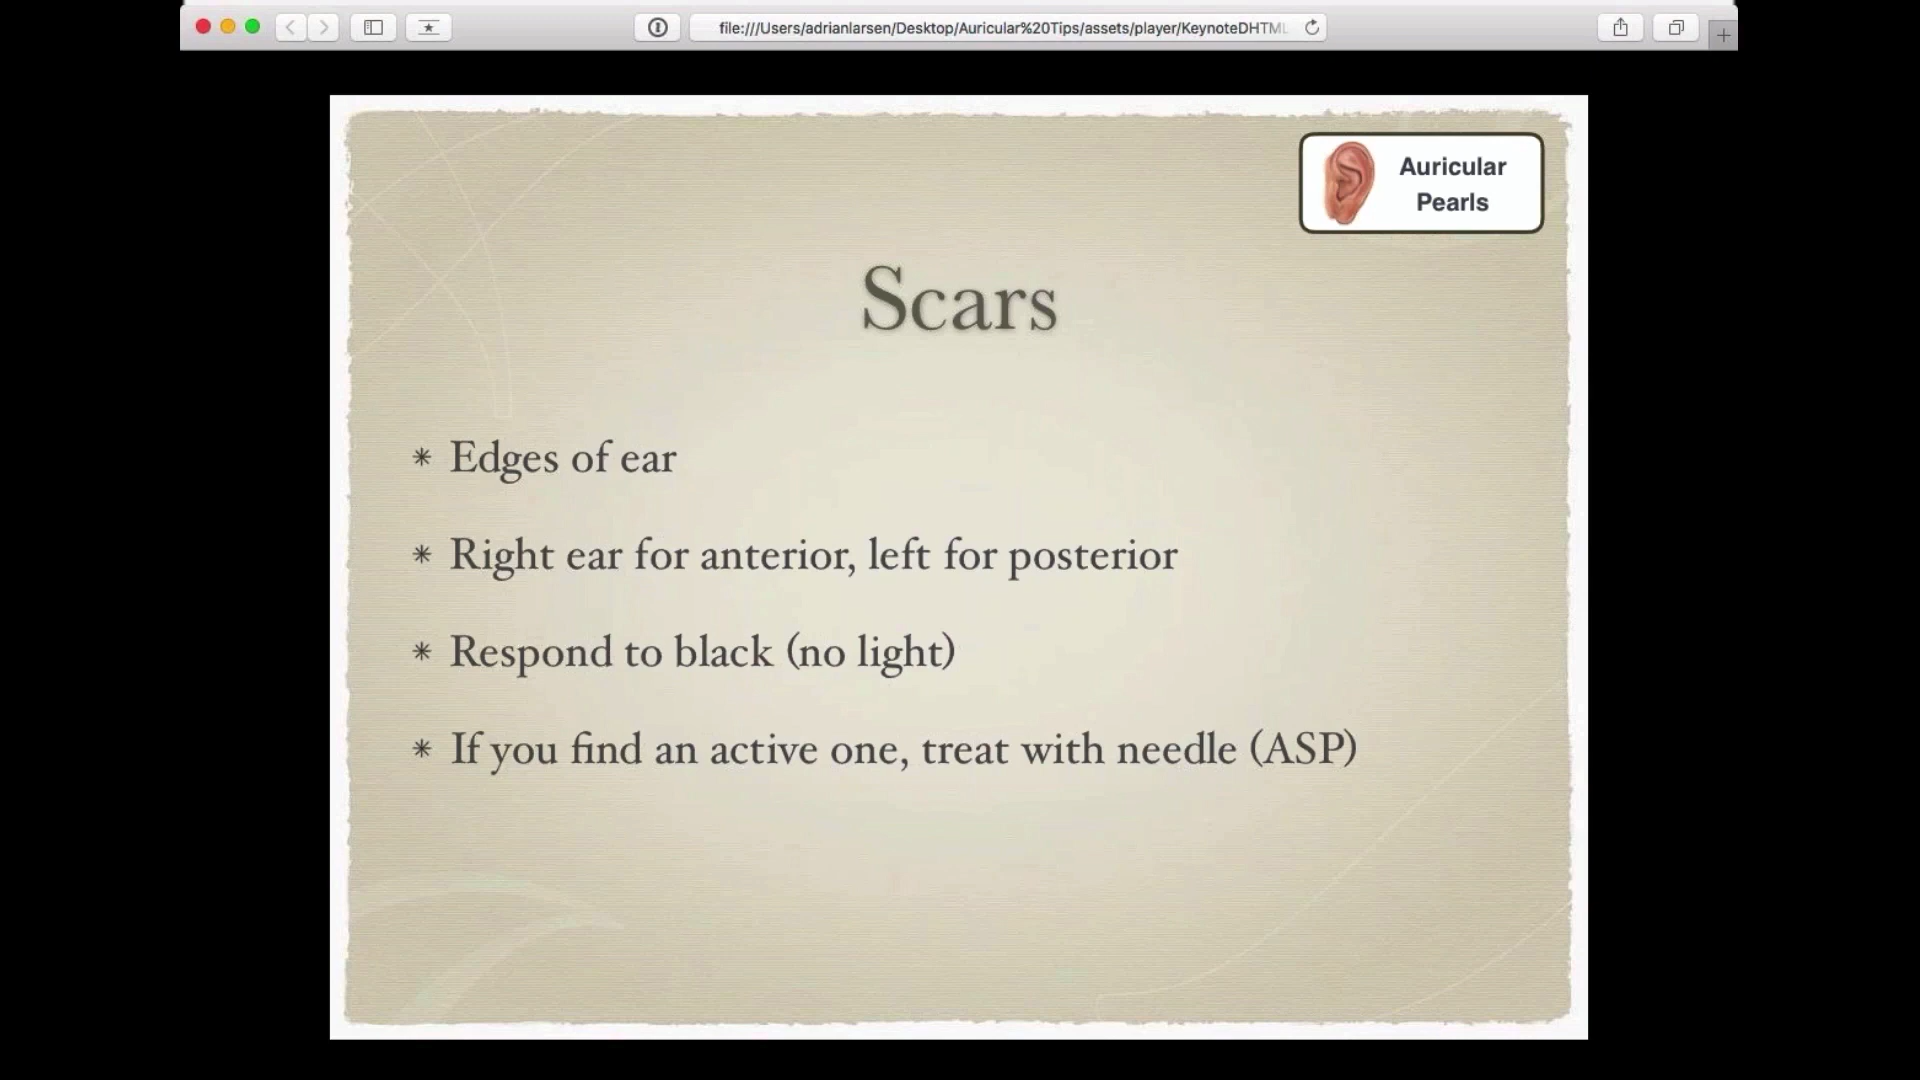 file:///Users/adrianlarsen/Desktop/Auricular%20Tips/assets/player/KeynoteDHTML
Auricular
Pearls
Scars
* Edges of ear
* Right ear for anterior, left for posterior
* Respond to black (no light)
* If you find an active one, treat with needle (ASP)